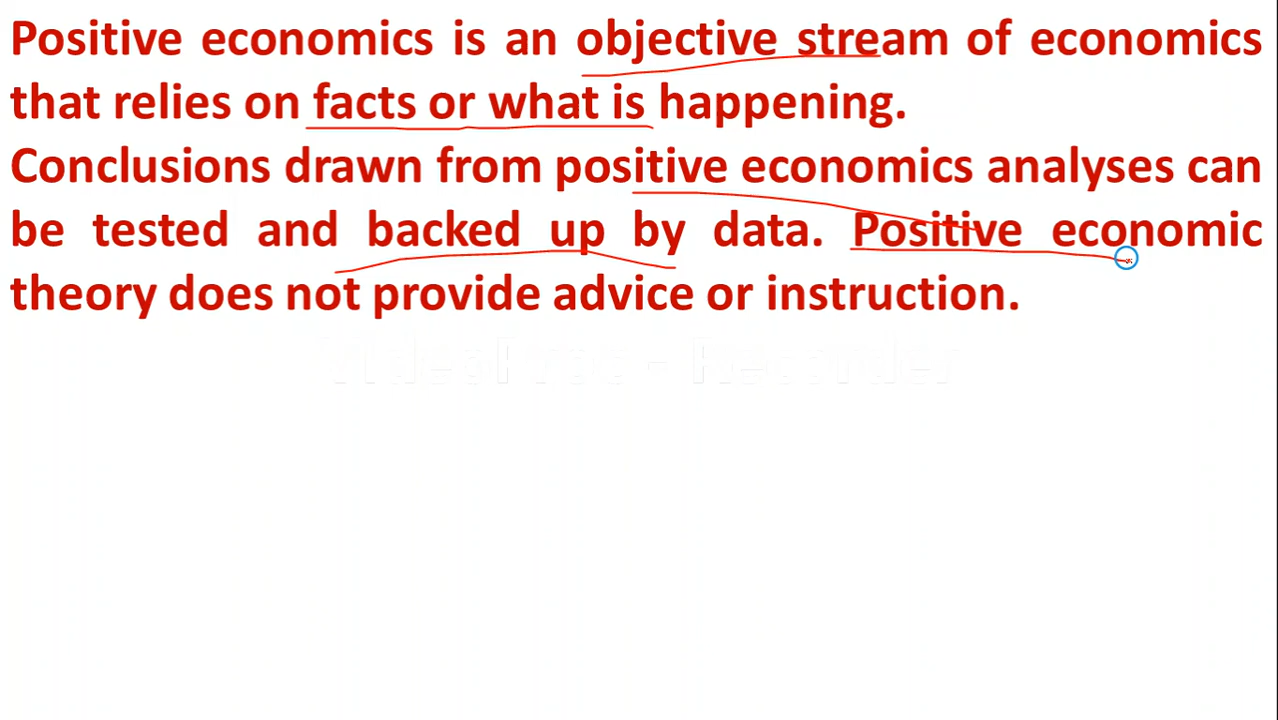 Positive economics is an objective stream of economics
that relies on facts or what is happening.
Conclusions drawn from positive economics analyses can
be tested and backed up by data. Positive economic
theory does not provide advice or instruction.
VideoProc - Recorder